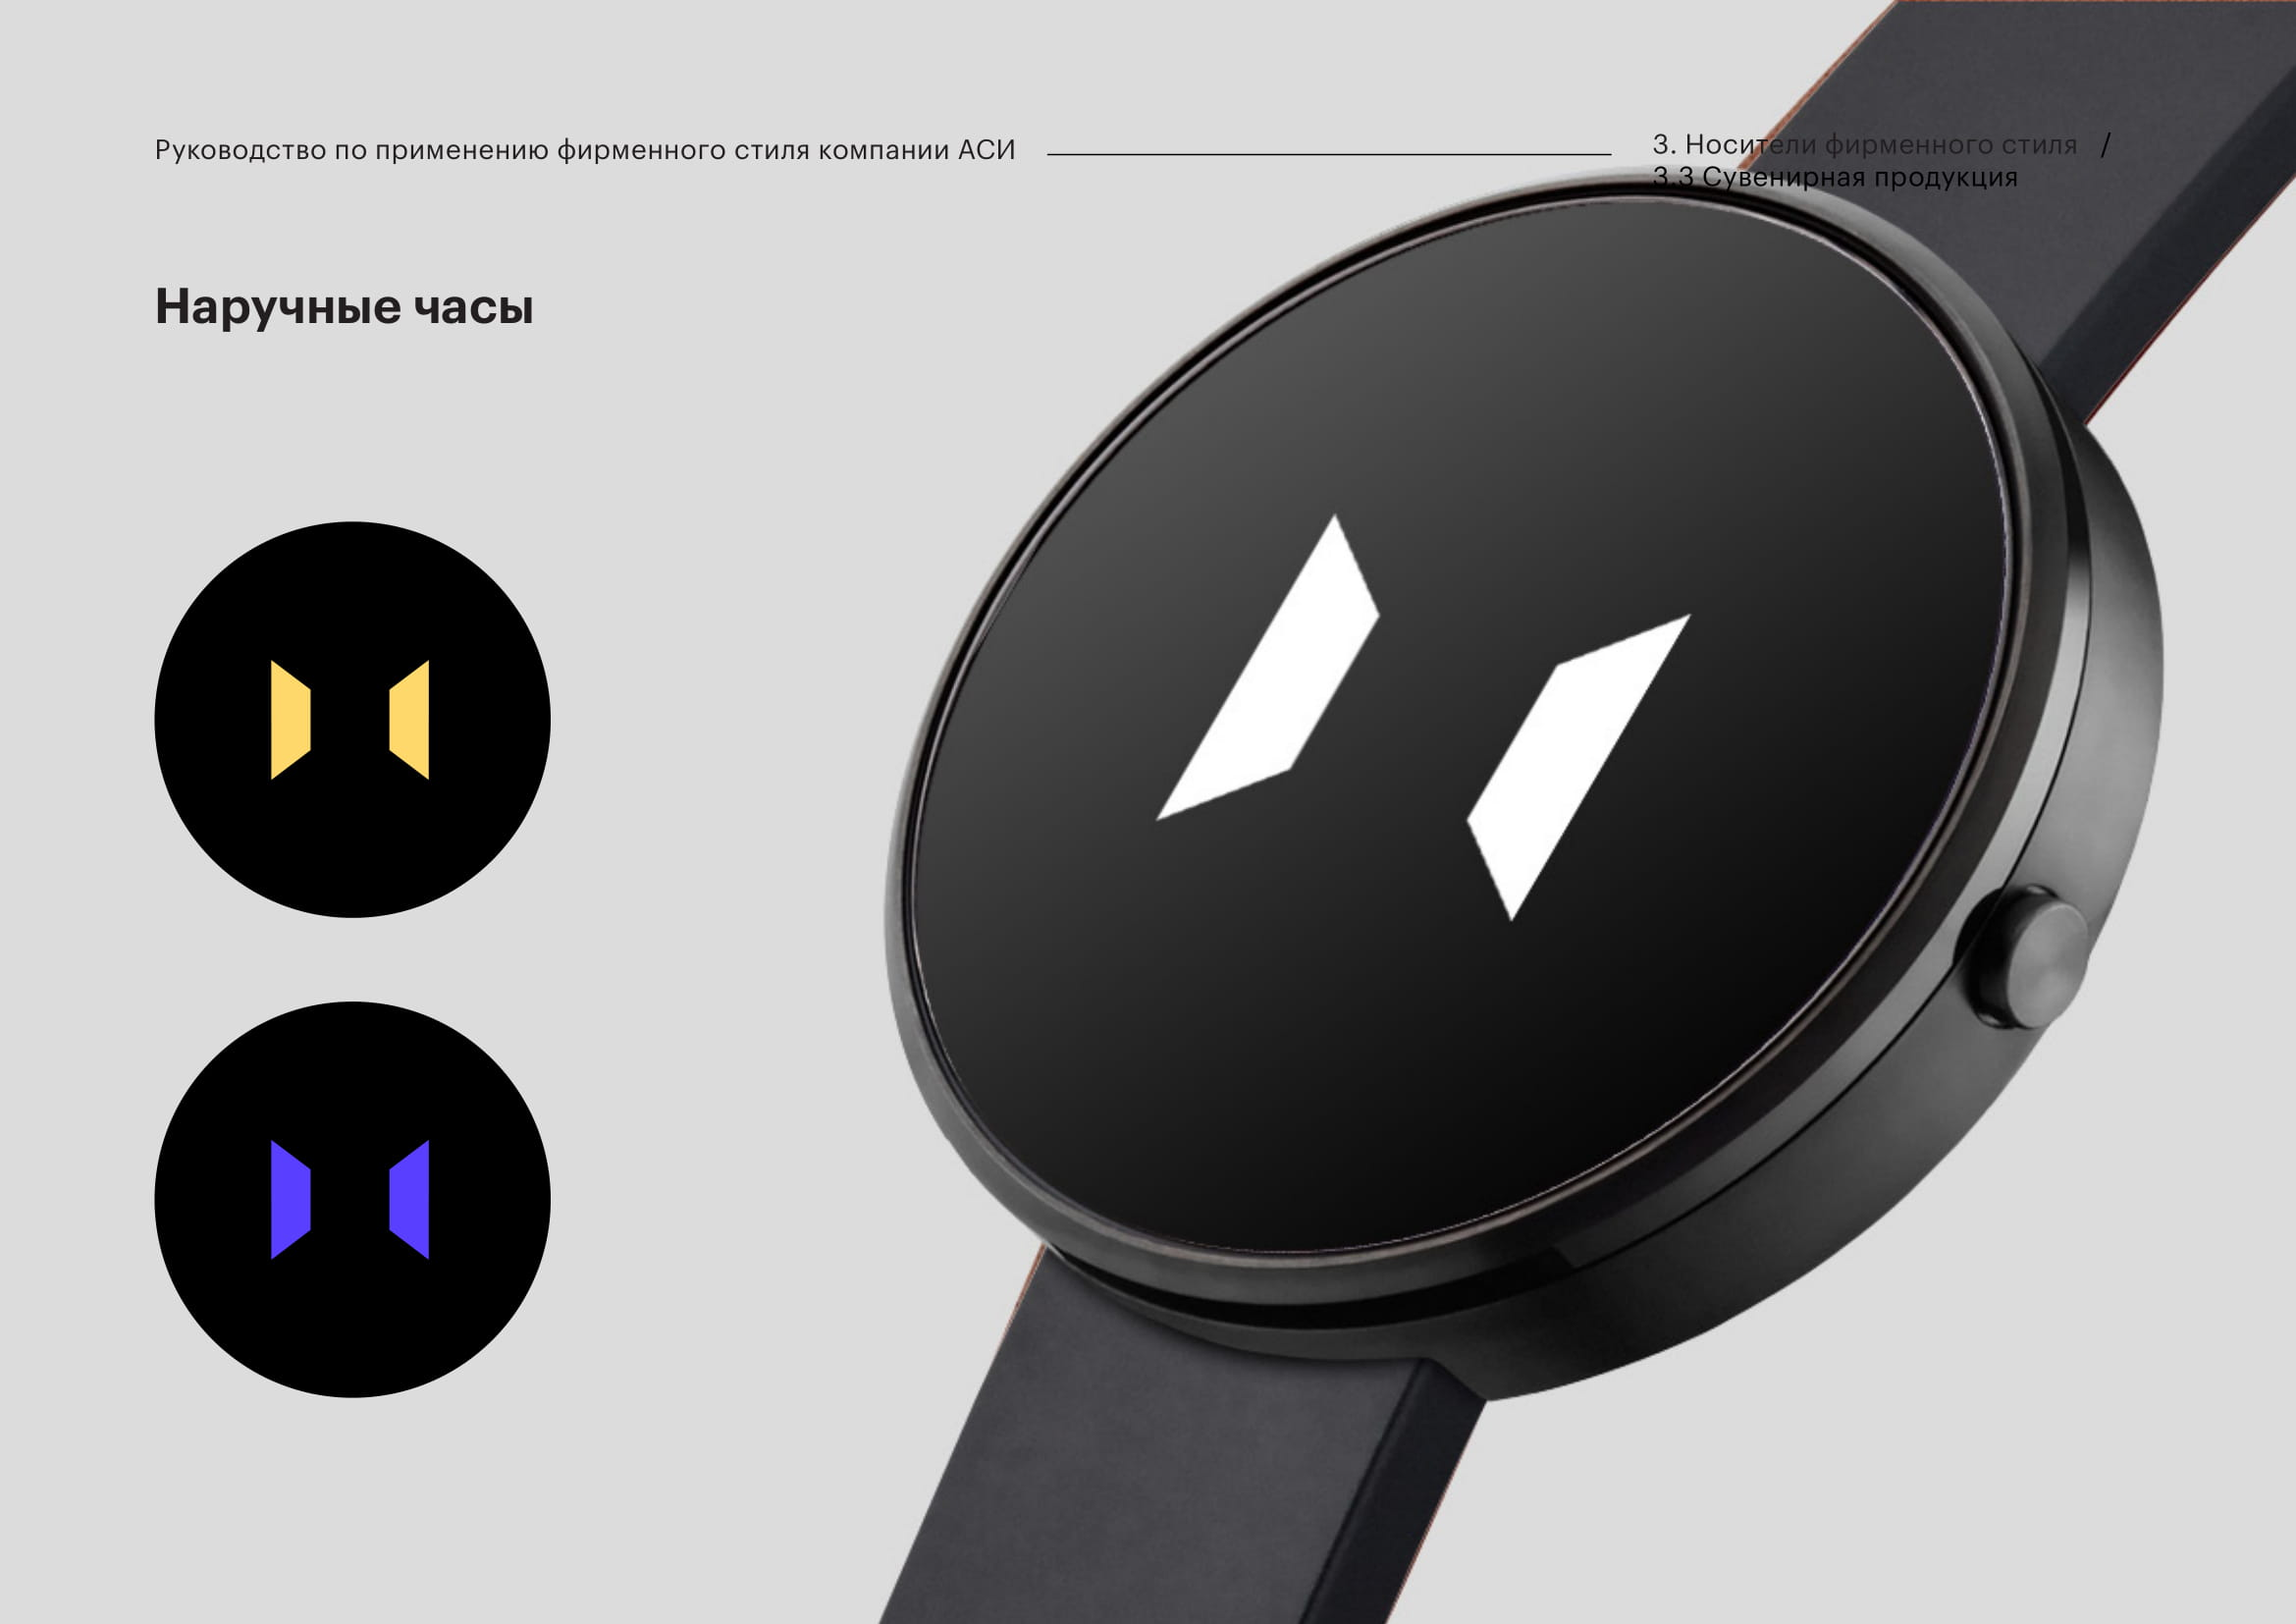 Руководство по применению фирменного стиля компании АСИ
3. Носители фирменного стиля /
3.3 Сувенирная продукция
Наручные часы